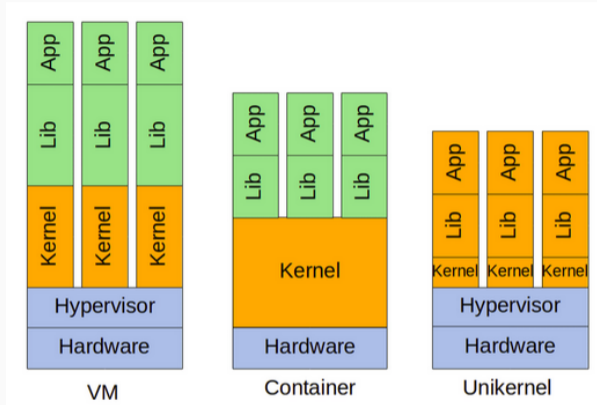 App App App
Lib Lib Lib
Kernel Kernel Kernel
Hypervisor
Hardware
VM
App App App
Lib Lib Lib
Kernel
Hardware
Container
App App App
Lib Lib Lib
Kernel Kernel Kernel
Hypervisor
Hardware
Unikernel